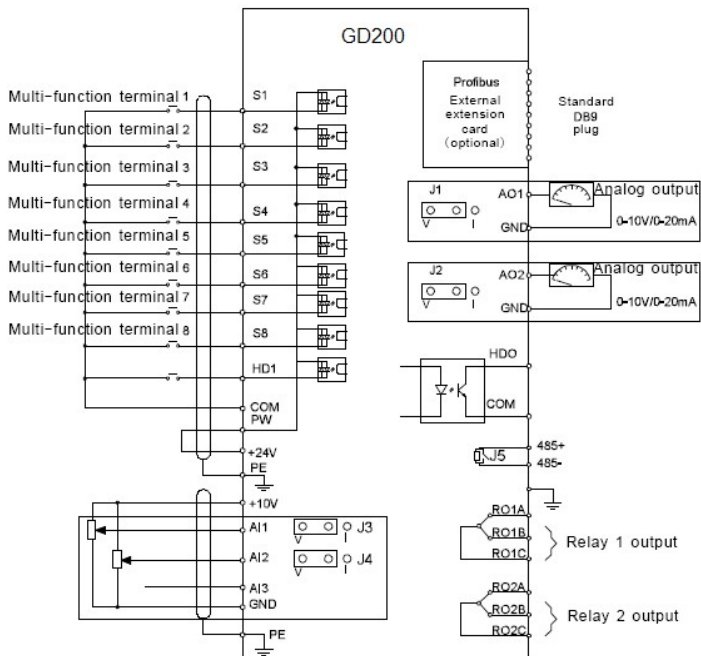 GD200
Multi-function terminal 1
S1
Multi-function terminal 2
S2
Multi-function terminal 3
S3
Multi-function terminal 4
S4
Multi-function terminal 5
S5
Multi-function terminal 6
S6
Multi-function terminal 7
S7
Multi-function terminal 8
S8
HD1
COM
PW
+24V
PE
+10V
AI1
J3
V
I
AI2
J4
V
I
AI3
GND
PE
Profibus
External
extension
card
(optional)
Standard
DB9
plug
J1
V
I
AO1
Analog output
GND
0-10V/0-20mA
J2
V
I
AO2
Analog output
GND
0-10V/0-20mA
HDO
COM
J5
485+
485-
RO1A
RO1B
RO1C
Relay 1 output
RO2A
RO2B
RO2C
Relay 2 output